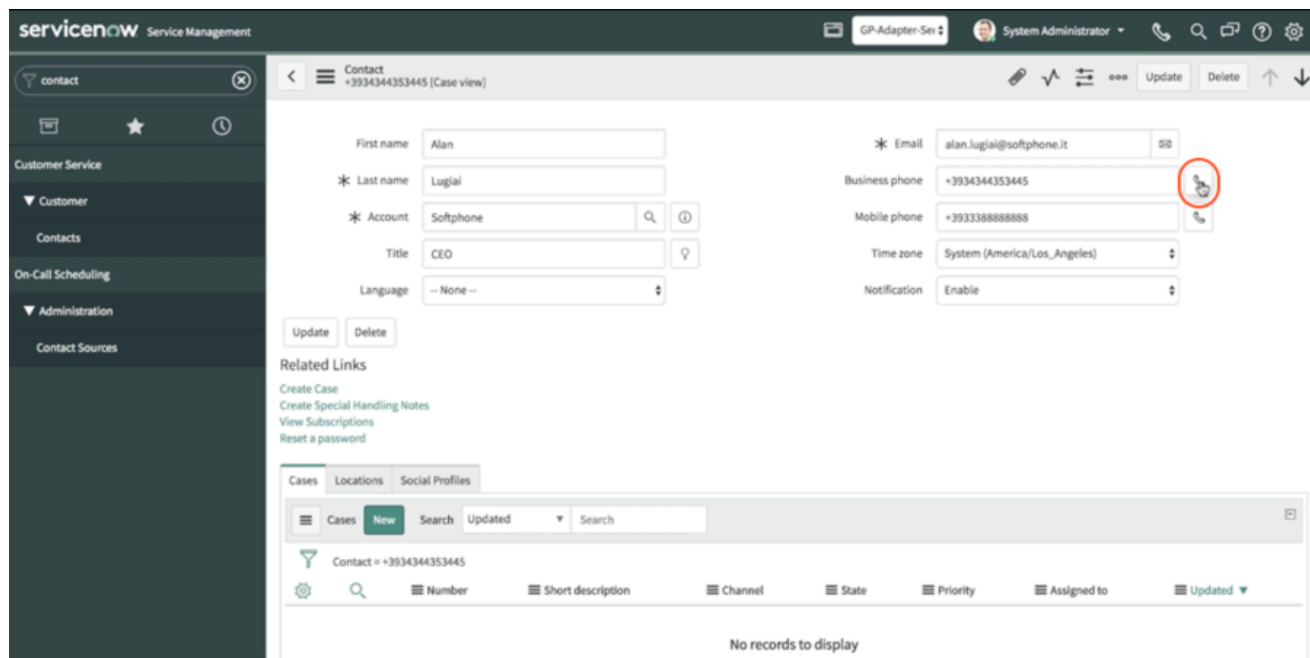 servicenow Service Management
GP-Adapter-Ser
System Administrator
contact
Contact
+3934344353445 [Case view]
Update
Delete
Customer Service
Customer
Contacts
On-Call Scheduling
Administration
Contact Sources
First name
Alan
Last name
Lugiai
Account
Softphone
Title
CEO
Language
-- None --
Email
alan.lugiai@softphone.it
Business phone
+3934344353445
Mobile phone
+3933388888888
Time zone
System (America/Los_Angeles)
Notification
Enable
Update
Delete
Related Links
Create Case
Create Special Handling Notes
View Subscriptions
Reset a password
Cases Locations Social Profiles
Cases New Search Updated Search
Contact = +3934344353445
Number Short description Channel State Priority Assigned to Updated
No records to display